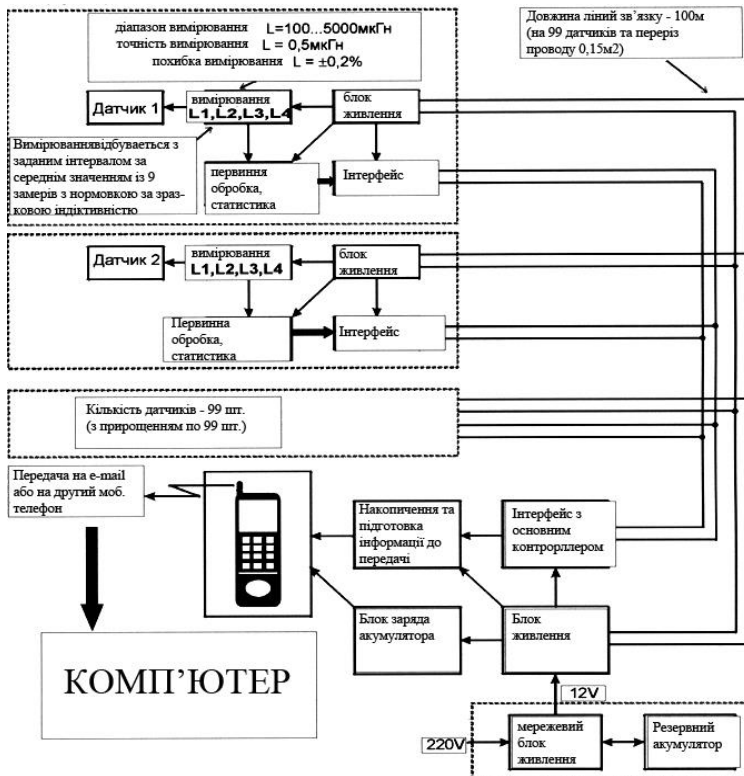 діапазон вимірювання L=100...5000мкГн
точність вимірювання L = 0,5мкГн
похибка вимірювання L = ±0,2%
Довжина ліний зв’язку - 100м
(на 99 датчиків та переріз
проводу 0,15м2)
Датчик 1
вимірювання
L1,L2,L3,L4
блок
живлення
Вимірюваннявідбуваеться з
заданим інтервалом за
середнім значенням із 9
замерів з нормовкою за зраз-
ковою індіктивністю
первиння
обробка,
статистика
Інтерфейс
Датчик 2
вимірювання
L1,L2,L3,L4
блок
живлення
Первинна
обробка,
статистика
Інтерфейс
Кількість датчиків - 99 шт.
(з прирощенням по 99 шт.)
Передача на e-mail
або на другий моб.
телефон
Накопичення та
підготовка
інформації до
передачі
Інтерфейс з
основним
контрорллером
Блок заряда
акумулятора
Блок
живлення
КОМП’ЮТЕР
12V
220V
мережевий
блок
живлення
Резервний
акумулятор